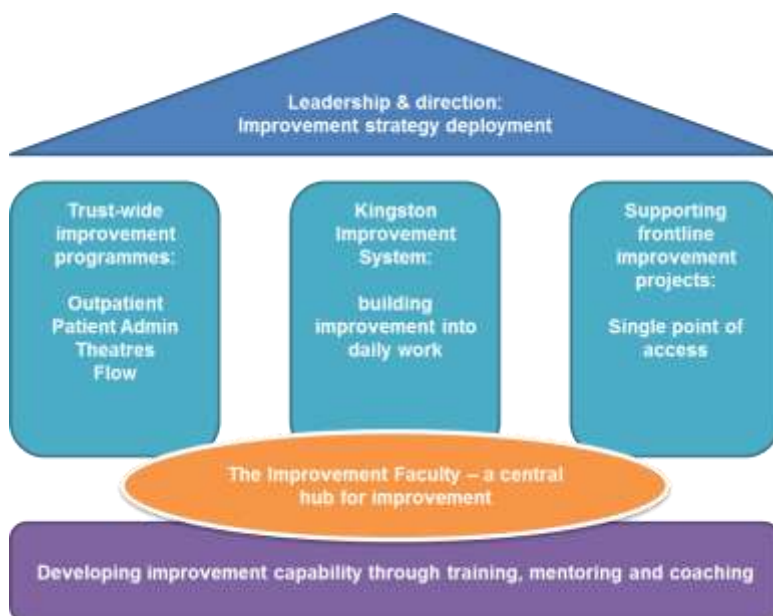 Leadership & direction:
Improvement strategy deployment
Trust-wide
improvement
programmes:
Outpatient
Patient Admin
Theatres
Flow
Kingston
Improvement
System:
building
improvement into
daily work
Supporting
frontline
improvement
projects:
Single point of
access
The Improvement Faculty – a central
hub for improvement
Developing improvement capability through training, mentoring and coaching